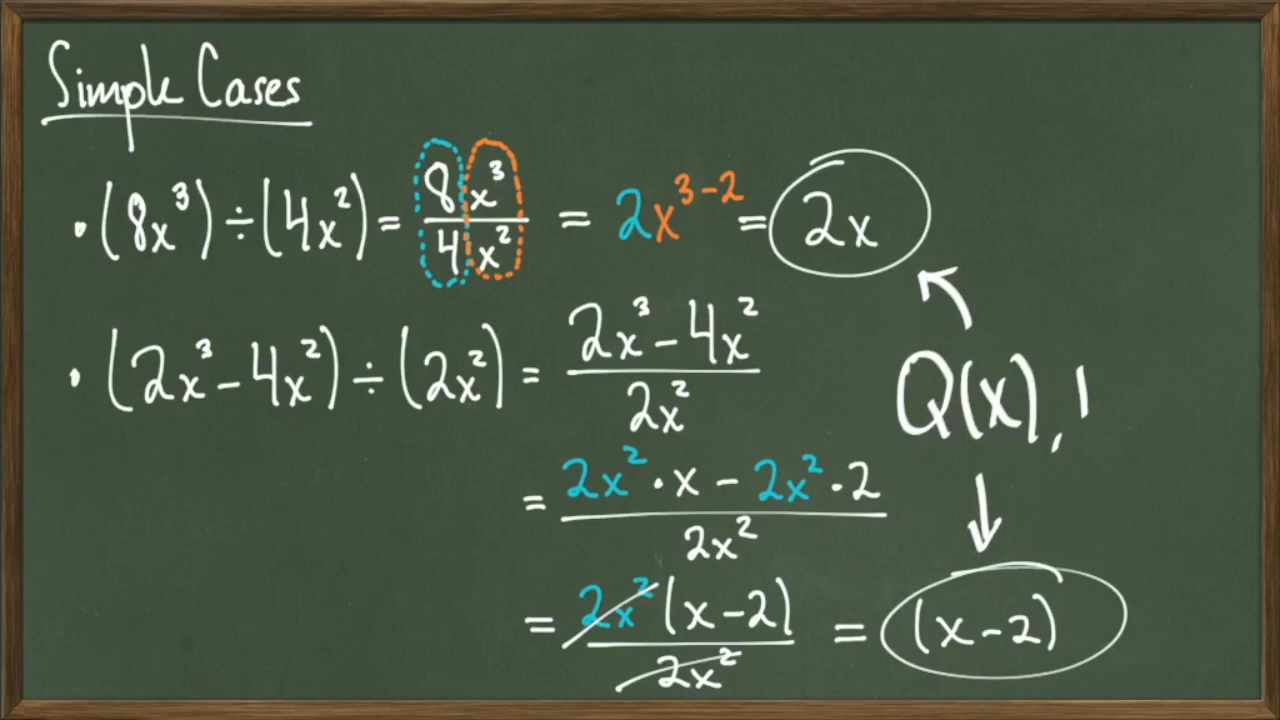 Simple Cases
• (8x³) ÷ (4x²) = 8x³/4x² = 2x³⁻² = 2x
• (2x³ - 4x²) ÷ (2x²) = 2x³ - 4x²/2x²
Q(x), 
= 2x² · x - 2x² · 2/2x²
= 2x²(x - 2)/2x² = (x - 2)